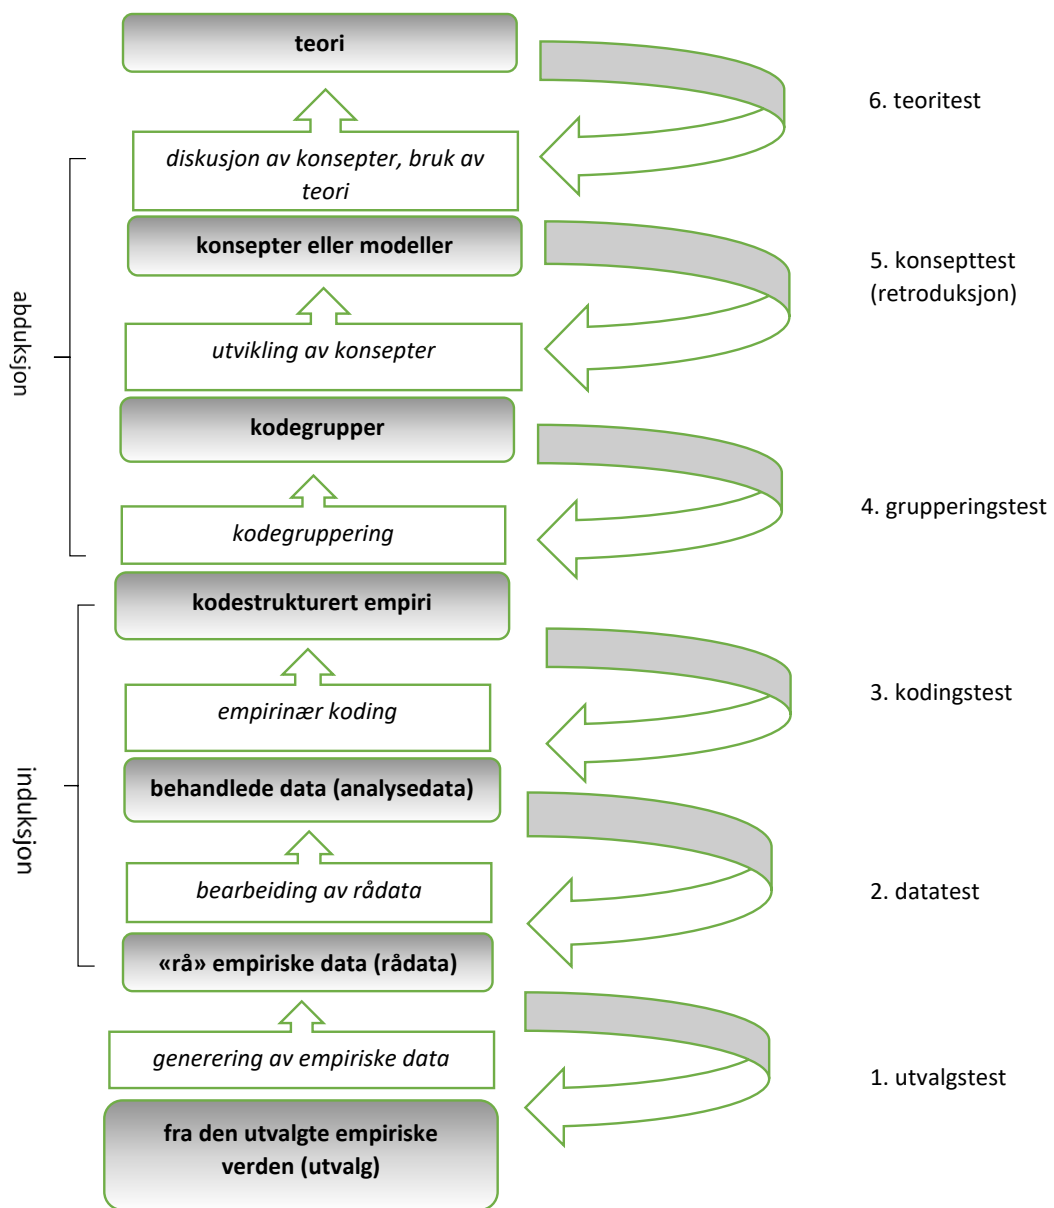 teori
6. teoritest
diskusjon av konsepter, bruk av
teori
konsepter eller modeller
5. konsepttest
(retroduksjon)
abduksjon
utvikling av konsepter
kodegrupper
4. grupperingstest
kodegruppering
kodestrukturert empiri
3. kodingstest
empirinær koding
induksjon
behandlede data (analysedata)
2. datatest
bearbeiding av rådata
«rå» empiriske data (rådata)
generering av empiriske data
1. utvalgstest
fra den utvalgte empiriske
verden (utvalg)